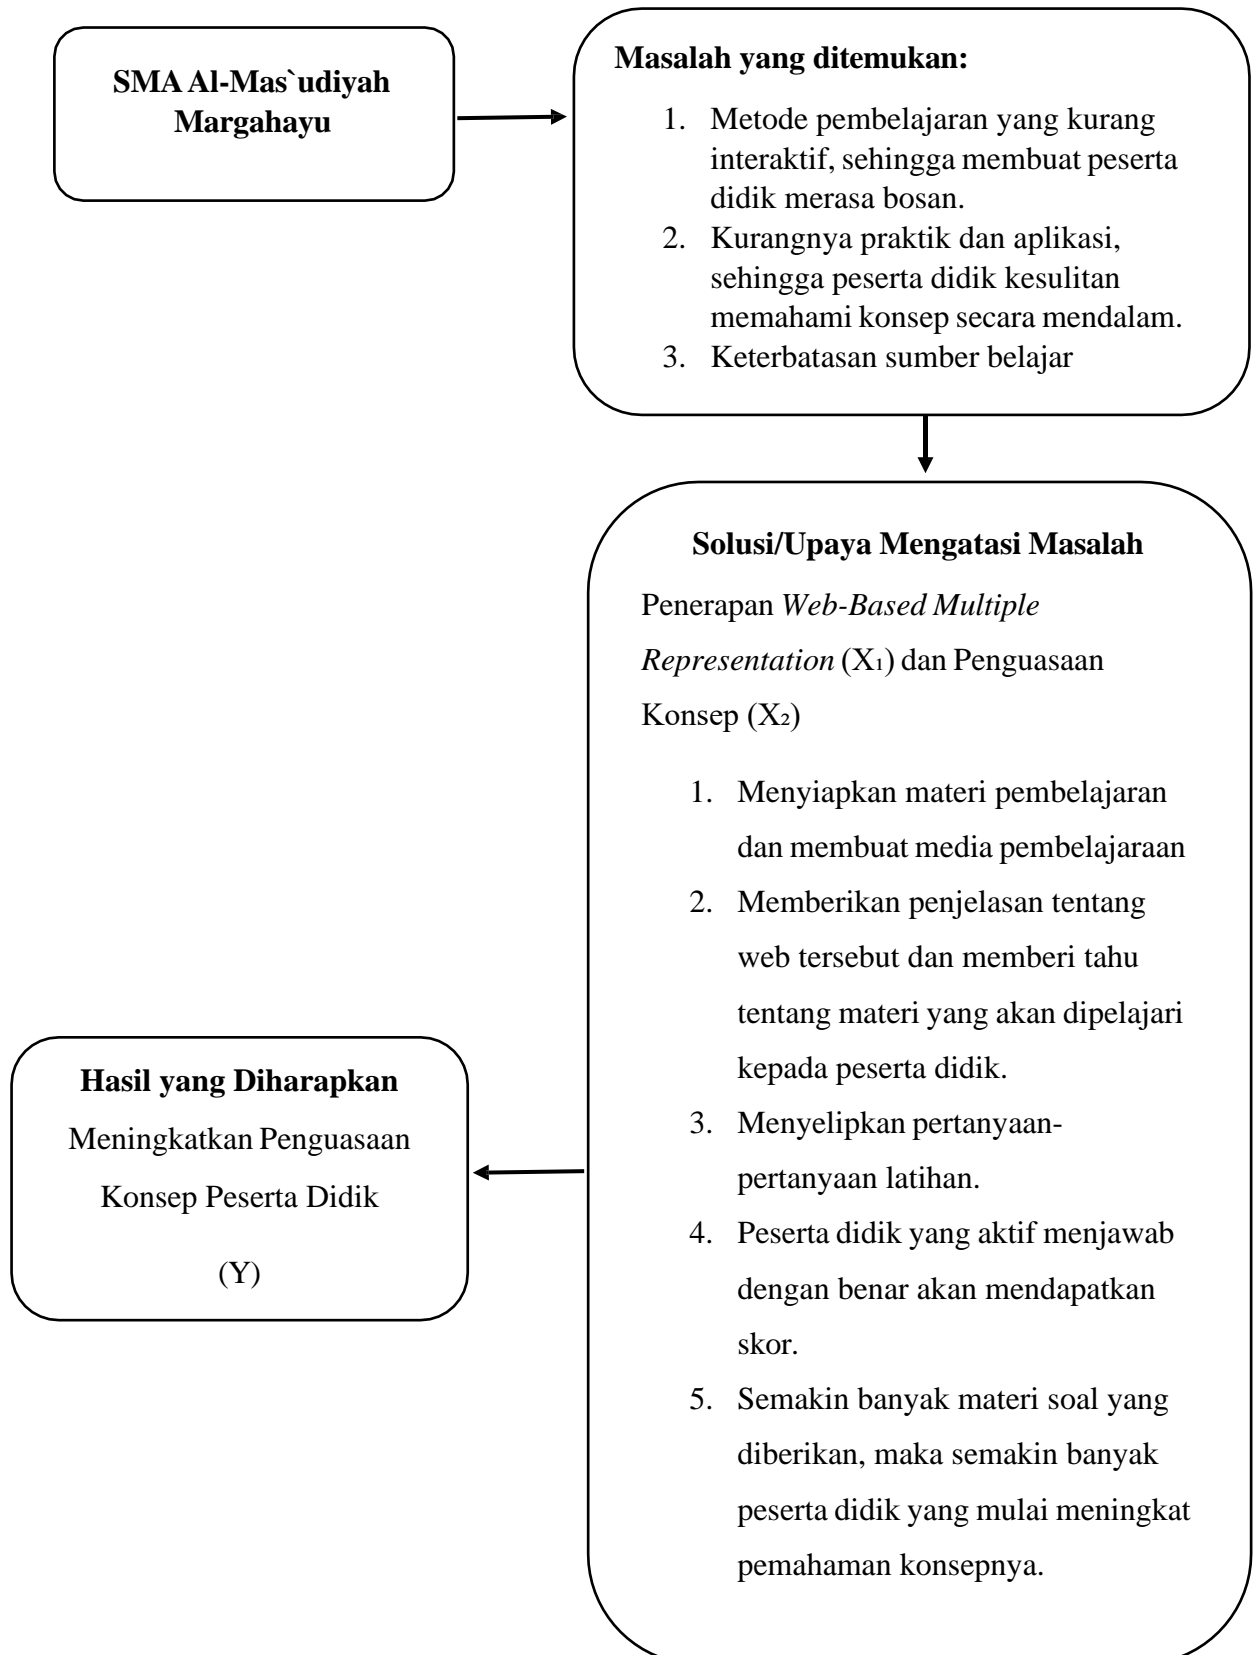 SMA Al-Mas`udiyah
Margahayu
Masalah yang ditemukan:
1. Metode pembelajaran yang kurang
interaktif, sehingga membuat peserta
didik merasa bosan.
2. Kurangnya praktik dan aplikasi,
sehingga peserta didik kesulitan
memahami konsep secara mendalam.
3. Keterbatasan sumber belajar
Solusi/Upaya Mengatasi Masalah
Penerapan Web-Based Multiple
Representation (X₁) dan Penguasaan
Konsep (X₂)
1. Menyiapkan materi pembelajaran
dan membuat media pembelajaraan
2. Memberikan penjelasan tentang
web tersebut dan memberi tahu
tentang materi yang akan dipelajari
kepada peserta didik.
3. Menyelipkan pertanyaan-
pertanyaan latihan.
4. Peserta didik yang aktif menjawab
dengan benar akan mendapatkan
skor.
5. Semakin banyak materi soal yang
diberikan, maka semakin banyak
peserta didik yang mulai meningkat
pemahaman konsepnya.
Hasil yang Diharapkan
Meningkatkan Penguasaan
Konsep Peserta Didik
(Y)